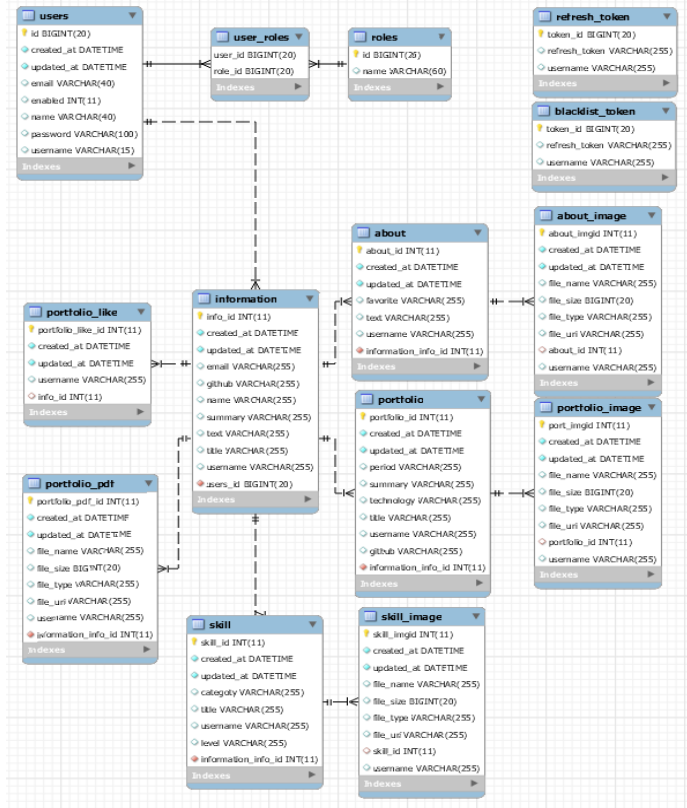 users
id BIGINT(20)
created_at DATETIME
updated_at DATETIME
email VARCHAR(40)
enabled INT(11)
name VARCHAR(40)
password VARCHAR(100)
username VARCHAR(15)
Indexes
user_roles
user_id BIGINT(20)
role_id BIGINT(20)
Indexes
roles
id BIGINT(26)
name VARCHAR(60)
Indexes
refresh_token
token_id BIGINT(20)
refresh_token VARCHAR(255)
username VARCHAR(255)
Indexes
blacklist_token
token_id BIGINT(20)
refresh_token VARCHAR(255)
username VARCHAR(255)
Indexes
about
about_id INT(11)
created_at DATETIME
updated_at DATETIME
favorite VARCHAR(255)
text VARCHAR(255)
username VARCHAR(255)
information_info_id INT(11)
Indexes
about_image
about_imgid INT(11)
created_at DATETIME
updated_at DATETIME
file_name VARCHAR(255)
file_size BIGINT(20)
file_type VARCHAR(255)
file_uri VARCHAR(255)
about_id INT(11)
username VARCHAR(255)
Indexes
portfolio_like
portfolio_like_id INT(11)
created_at DATETIME
updated_at DATETIME
username VARCHAR(255)
info_id INT(11)
Indexes
information
info_id INT(11)
created_at DATETIME
updated_at DATETIME
email VARCHAR(255)
github VARCHAR(255)
name VARCHAR(255)
summary VARCHAR(255)
text VARCHAR(255)
title VARCHAR(255)
username VARCHAR(255)
users_id BIGINT(20)
Indexes
portfolio
portfolio_id INT(11)
created_at DATETIME
updated_at DATETIME
period VARCHAR(255)
summary VARCHAR(255)
technology VARCHAR(255)
title VARCHAR(255)
username VARCHAR(255)
github VARCHAR(255)
information_info_id INT(11)
Indexes
portfolio_image
port_imgid INT(11)
created_at DATETIME
updated_at DATETIME
file_name VARCHAR(255)
file_size BIGINT(20)
file_type VARCHAR(255)
file_uri VARCHAR(255)
portfolio_id INT(11)
username VARCHAR(255)
Indexes
portfolio_pdf
portfolio_pdf_id INT(11)
created_at DATETIME
updated_at DATETIME
file_name VARCHAR(255)
file_size BIGINT(20)
file_type VARCHAR(255)
file_uri VARCHAR(255)
username VARCHAR(255)
information_info_id INT(11)
Indexes
skill
skill_id INT(11)
created_at DATETIME
updated_at DATETIME
categoty VARCHAR(255)
title VARCHAR(255)
username VARCHAR(255)
level VARCHAR(255)
information_info_id INT(11)
Indexes
skill_image
skill_imgid INT(11)
created_at DATETIME
updated_at DATETIME
file_name VARCHAR(255)
file_size BIGINT(20)
file_type VARCHAR(255)
file_uri VARCHAR(255)
skill_id INT(11)
username VARCHAR(255)
Indexes